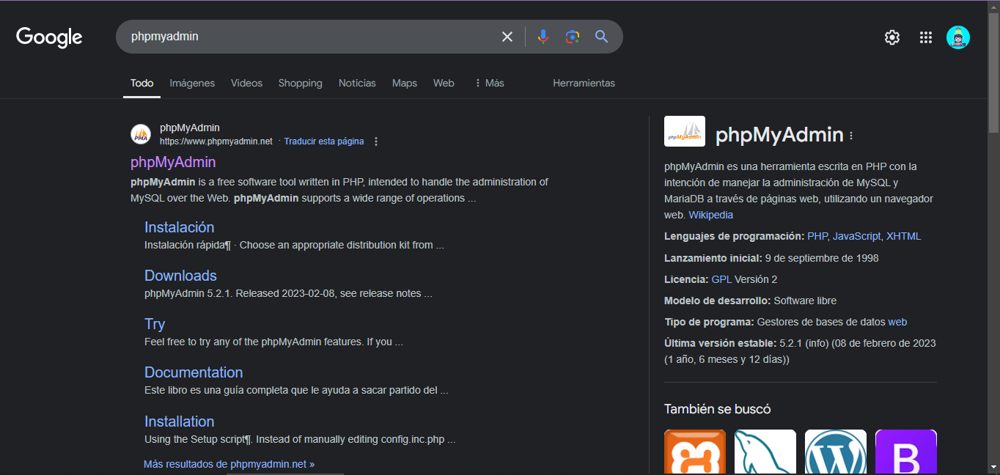 Google
phpmyadmin
Todo
Imágenes
Videos
Shopping
Noticias
Maps
Web
Más
Herramientas
PMA
phpMyAdmin
https://www.phpmyadmin.net · Traducir esta página
phpMyAdmin
phpMyAdmin is a free software tool written in PHP, intended to handle the administration of
MySQL over the Web. phpMyAdmin supports a wide range of operations ...
Instalación
Instalación rápida¶ · Choose an appropriate distribution kit from ...
Downloads
phpMyAdmin 5.2.1. Released 2023-02-08, see release notes ...
Try
Feel free to try any of the phpMyAdmin features. If you ...
Documentation
Este libro es una guía completa que le ayuda a sacar partido del ...
Installation
Using the Setup script¶. Instead of manually editing config.inc.php ...
Más resultados de phpmyadmin.net »
phpMyAdmin
phpMyAdmin
phpMyAdmin es una herramienta escrita en PHP con la
intención de manejar la administración de MySQL y
MariaDB a través de páginas web, utilizando un navegador
web. Wikipedia
Lenguajes de programación: PHP, JavaScript, XHTML
Lanzamiento inicial: 9 de septiembre de 1998
Licencia: GPL Versión 2
Modelo de desarrollo: Software libre
Tipo de programa: Gestores de bases de datos web
Última versión estable: 5.2.1 (info) (08 de febrero de 2023
(1 año, 6 meses y 12 días))
También se buscó
W
B